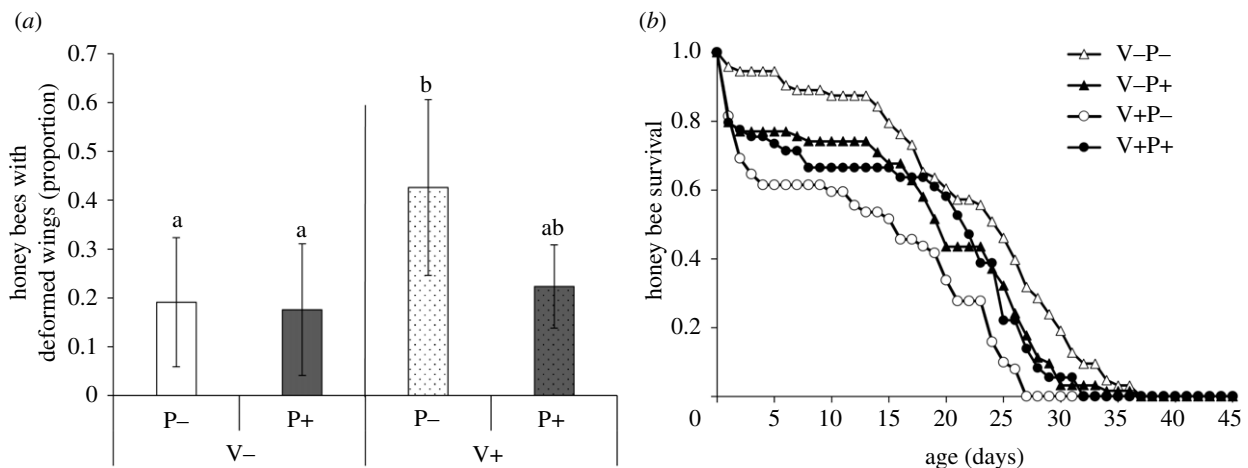 (a)
honey bees with
deformed wings (proportion)
0.7
0.6
0.5
0.4
0.3
0.2
0.1
0
a
a
b
ab
P–
P+
P–
P+
V–
V+
(b)
honey bee survival
1.0
0.8
0.6
0.4
0.2
0
5
10
15
20
25
30
35
40
45
age (days)
V–P–
V–P+
V+P–
V+P+